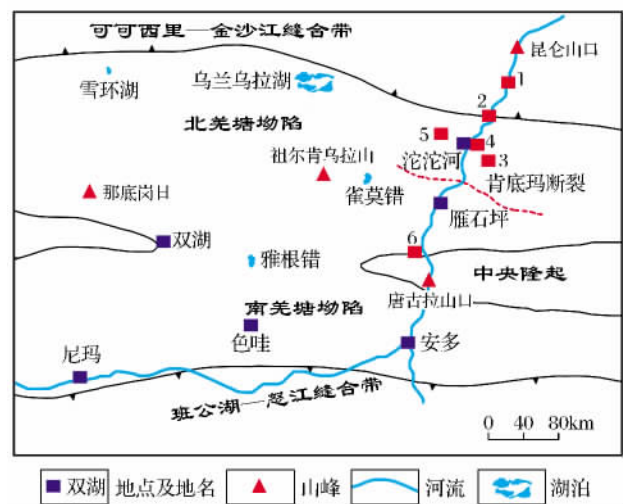 可可西里—金沙江缝合带
昆仑山口
雪环湖
乌兰乌拉湖
1
2
北羌塘坳陷
5
4
祖尔肯乌拉山
沱沱河
3
那底岗日
雀莫错
肯底玛断裂
雁石坪
双湖
6
雅根错
中央隆起
唐古拉山口
南羌塘坳陷
色哇
安多
尼玛
班公湖—怒江缝合带
0 40 80km
双湖 地点及地名 山峰 河流 湖泊